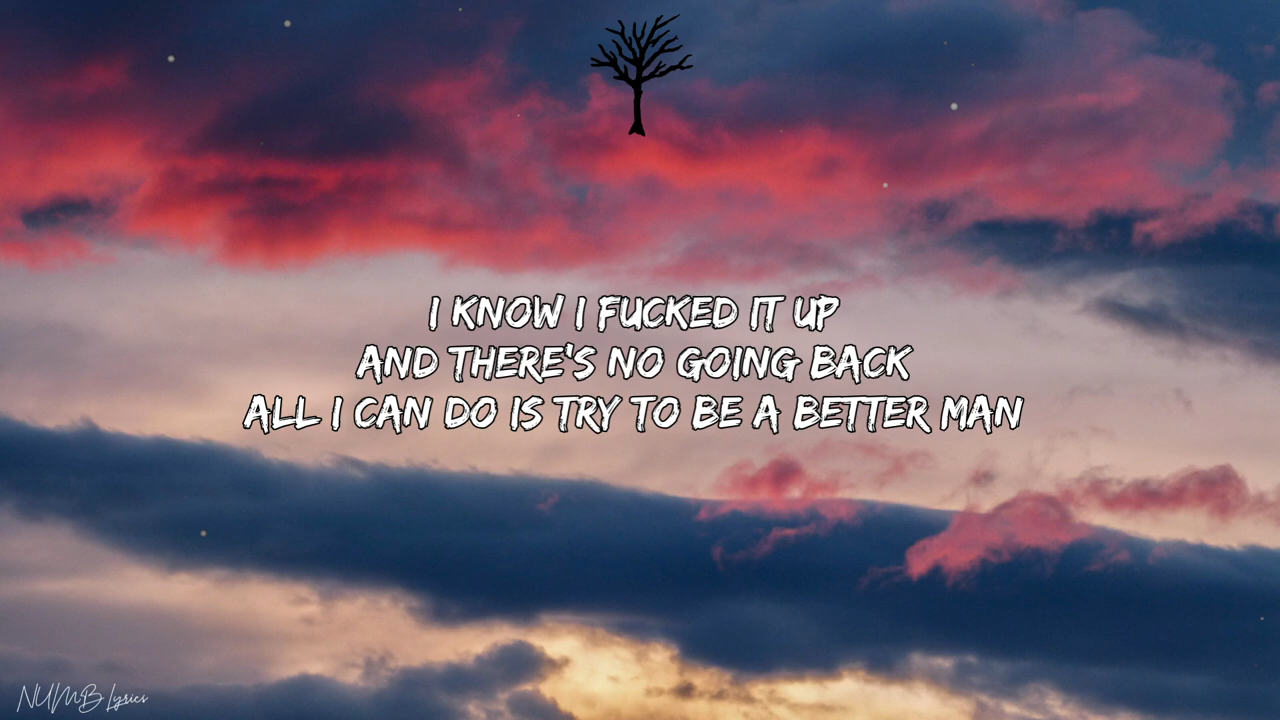 I KNOW I FUCKED IT UP
AND THERE'S NO GOING BACK
ALL I CAN DO IS TRY TO BE A BETTER MAN
NUMB Lyrics